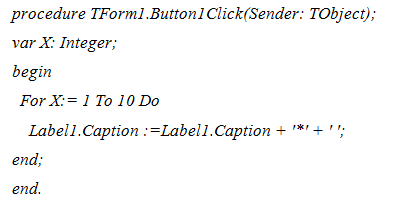 procedure TForm1.Button1Click(Sender: TObject);
var X: Integer;
begin
For X:= 1 To 10 Do
Label1.Caption :=Label1.Caption + '*' + ' ';
end;
end.